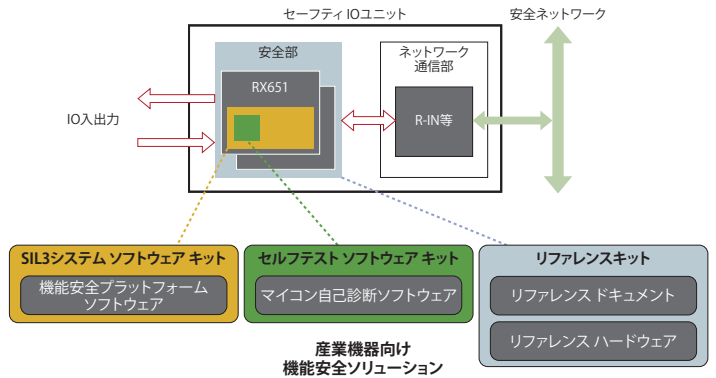 セーフティ IOユニット
安全ネットワーク
安全部
ネットワーク
通信部
RX651
IO入出力
R-IN等
SIL3システム ソフトウェア キット
機能安全プラットフォーム
ソフトウェア
セルフテスト ソフトウェア キット
マイコン自己診断ソフトウェア
リファレンスキット
リファレンス ドキュメント
リファレンス ハードウェア
産業機器向け
機能安全ソリューション